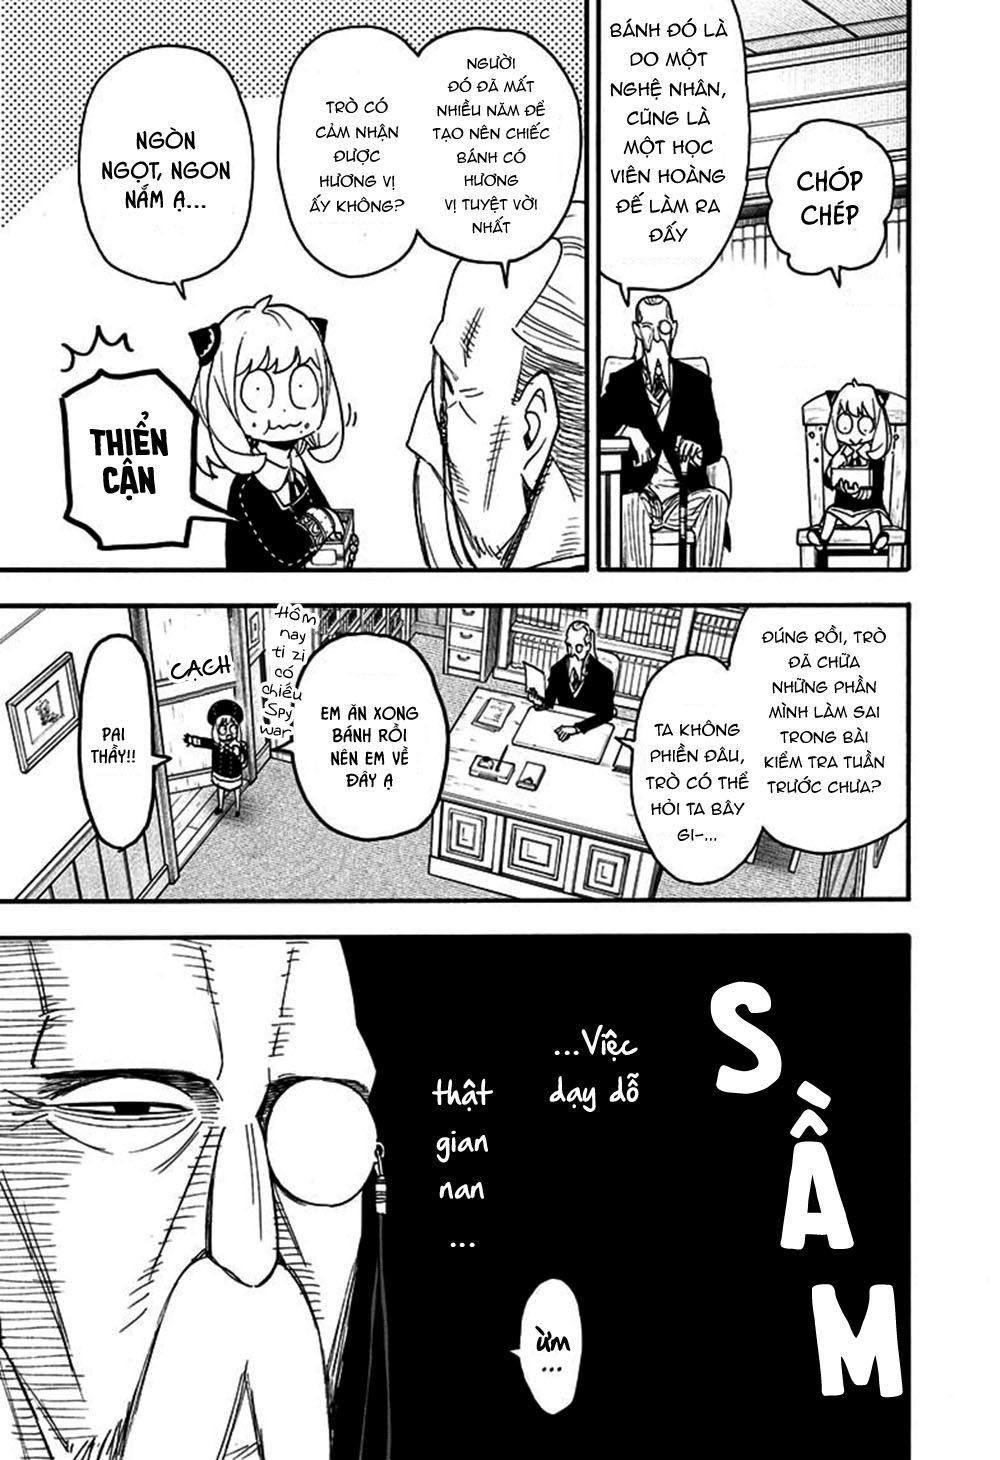 BÁNH ĐÓ LÀ
DO MỘT
NGHỆ NHÂN,
CŨNG LÀ
MỘT HỌC
VIÊN HOÀNG
ĐẾ LÀM RA
ĐẤY
CHÓP
CHÉP
NGƯỜI
ĐÓ ĐÃ MẤT
NHIỀU NĂM ĐỂ
TẠO NÊN CHIẾC
BÁNH CÓ
HƯƠNG
VỊ TUYỆT VỜI
NHẤT
TRÒ CÓ
CẢM NHẬN
ĐƯỢC
HƯƠNG VỊ
ẤY KHÔNG?
NGÒN
NGỌT, NGON
NẮM Ạ...
THIỂN
CẬN
ĐÚNG RỒI, TRÒ
ĐÃ CHỮA
NHỮNG PHẦN
MÌNH LÀM SAI
TRONG BÀI
KIỂM TRA TUẦN
TRƯỚC CHƯA?
TA KHÔNG
PHIỀN ĐÂU,
TRÒ CÓ THỂ
HỎI TA BÂY
GI-...
EM ĂN XONG
BÁNH RỒI
NÊN EM VỀ
ĐÂY Ạ
Hôm
nay
ti zi
có
chiếu
Spy
war
CẠCH
PAI
THẦY!!
SẦM
...Việc
dạy dỗ
thật
gian
nan
...
ừm
...